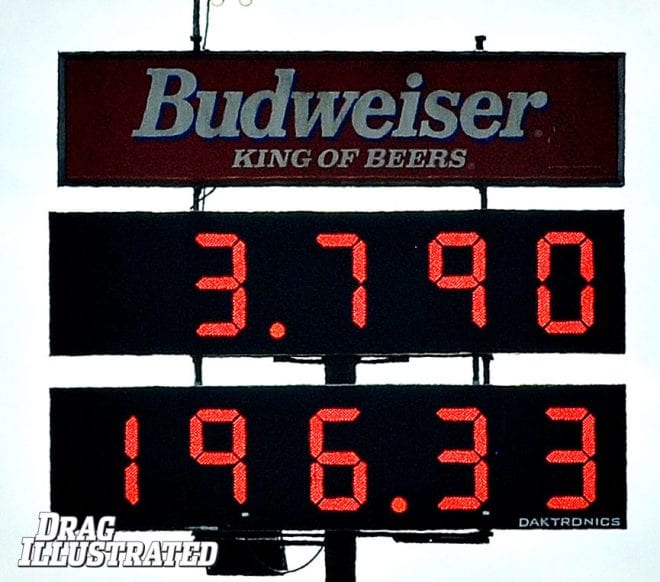 Budweiser
KING OF BEERS
3.790
196.33
DAKTRONICS
DRAG
ILLUSTRATED